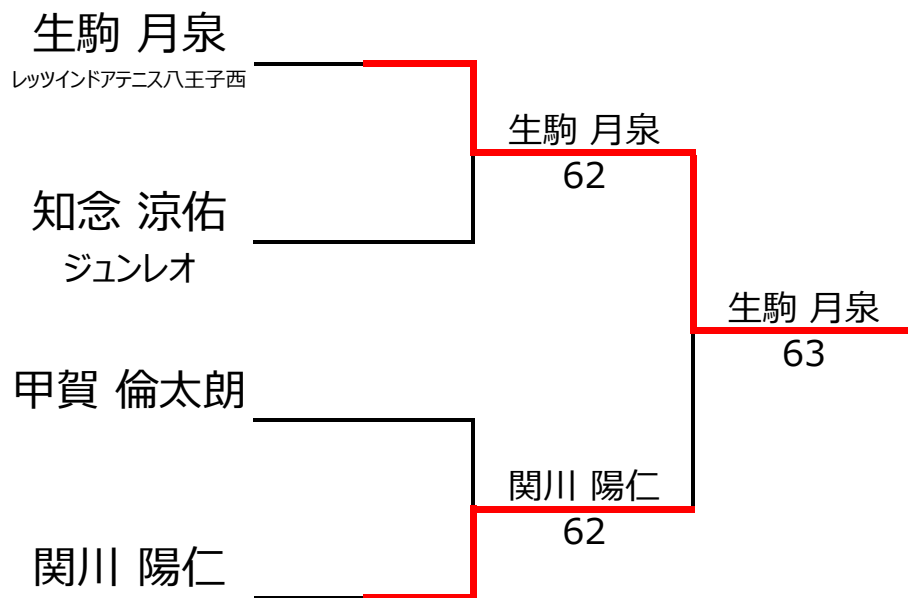 生駒 月泉
レッツインドアテニス八王子西
生駒 月泉
62
知念 涼佑
ジュンレオ
生駒 月泉
63
甲賀 倫太朗
関川 陽仁
62
関川 陽仁